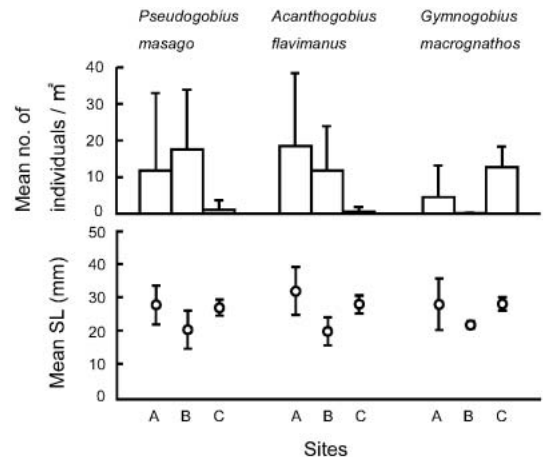 Pseudogobius Acanthogobius Gymnogobius
masago flavimanus macrognathos
Mean no. of
individuals / m²
40
30
20
10
0
Mean SL (mm)
50
40
30
20
10
0
A B C A B C A B C
Sites